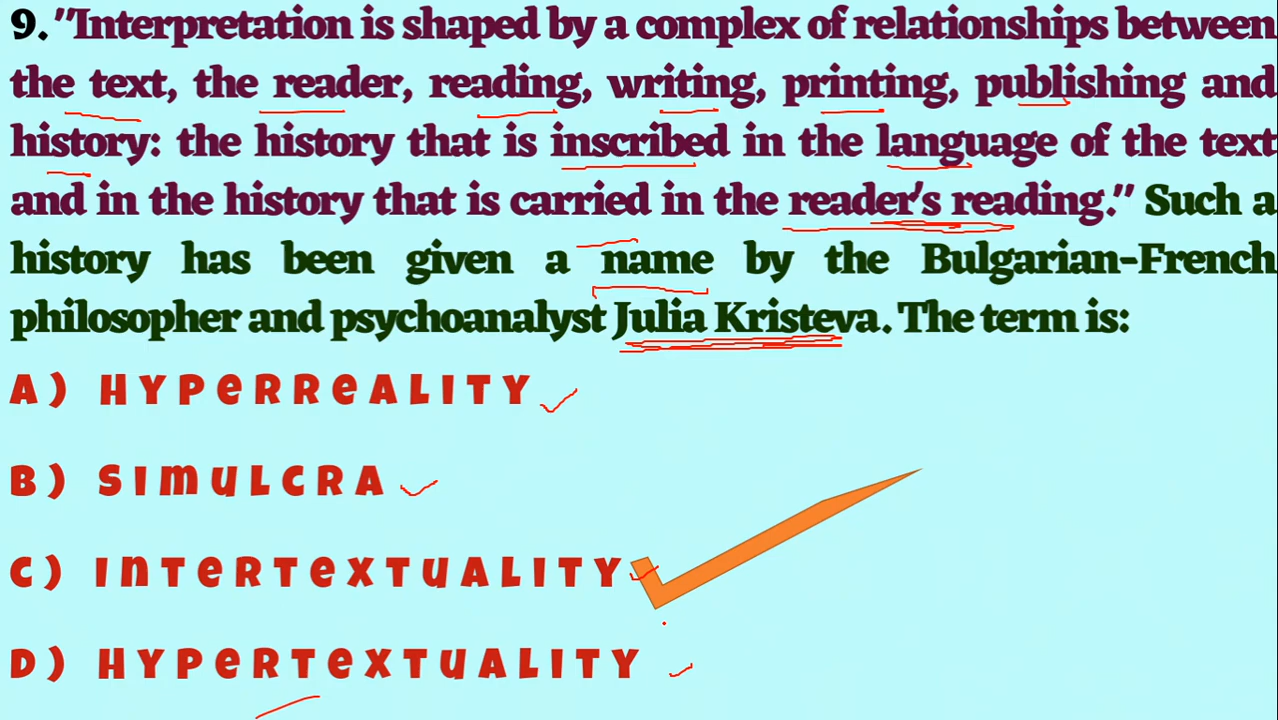 9."Interpretation is shaped by a complex of relationships between
the text, the reader, reading, writing, printing, publishing and
history: the history that is inscribed in the language of the text
and in the history that is carried in the reader's reading." Such a
history has been given a name by the Bulgarian-French
philosopher and psychoanalyst Julia Kristeva. The term is:
A) HYPERREALITY
B) SIMULCRA
C) INTERTEXTUALITY
D) HYPERTEXTUALITY